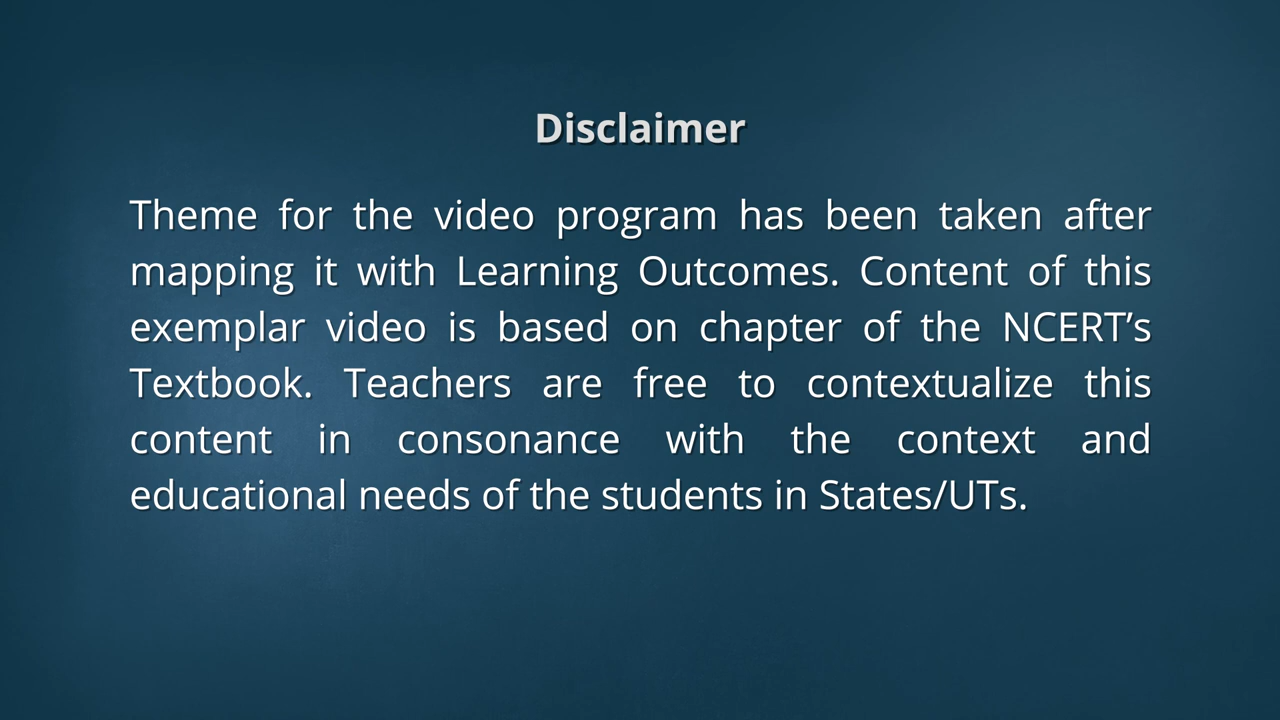 Disclaimer
Theme for the video program has been taken after
mapping it with Learning Outcomes. Content of this
exemplar video is based on chapter of the NCERT’s
Textbook. Teachers are free to contextualize this
content in consonance with the context and
educational needs of the students in States/UTs.